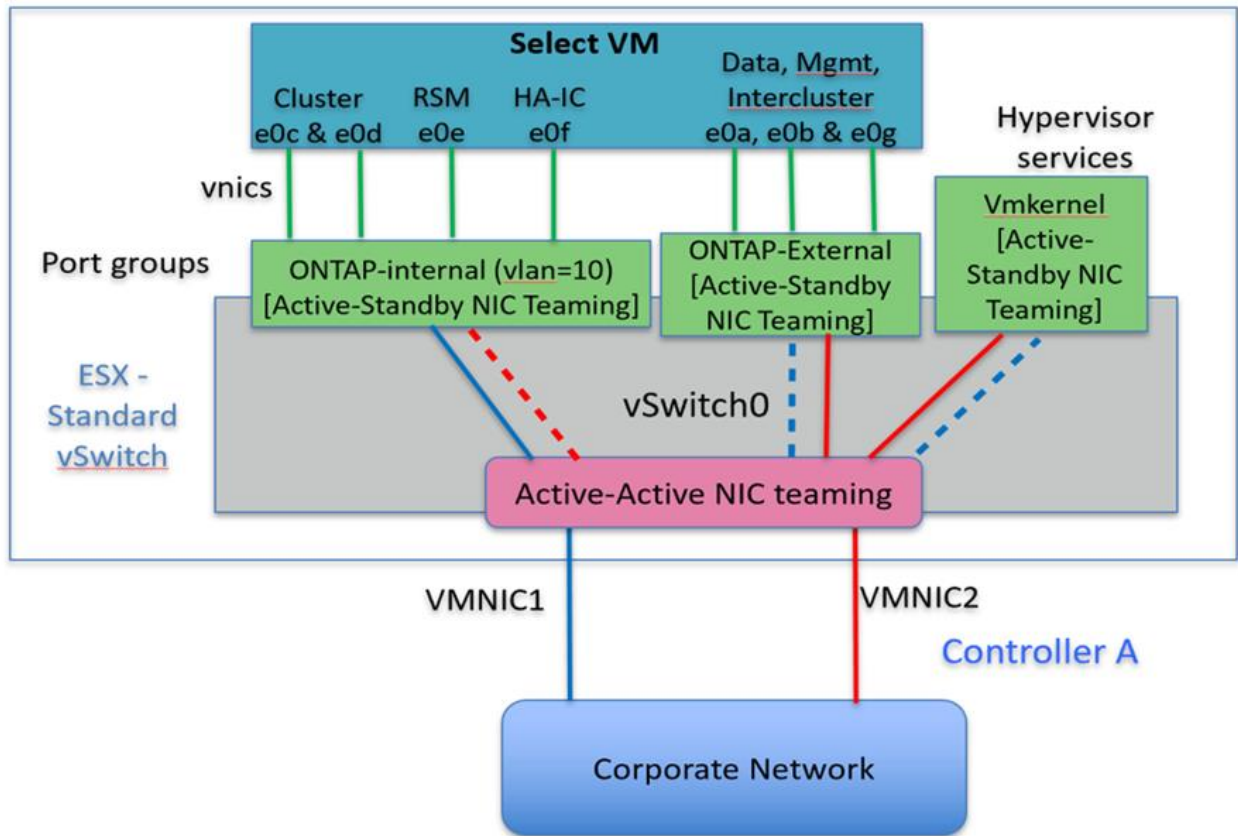 Select VM
Cluster
e0c & e0d
RSM
e0e
HA-IC
e0f
Data, Mgmt,
Intercluster
e0a, e0b & e0g
Hypervisor
services
vnics
Port groups
ONTAP-internal (vlan=10)
[Active-Standby NIC Teaming]
ONTAP-External
[Active-Standby
NIC Teaming]
Vmkernel
[Active-
Standby NIC
Teaming]
ESX -
Standard
vSwitch
vSwitch0
Active-Active NIC teaming
VMNIC1
VMNIC2
Controller A
Corporate Network